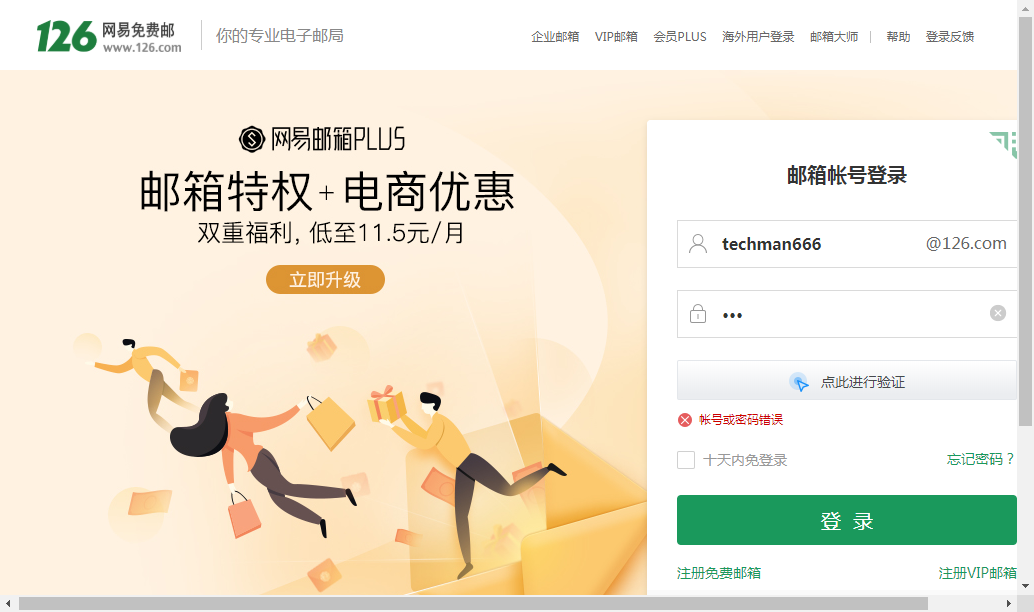 126 网易免费邮
www.126.com
你的专业电子邮局
企业邮箱 VIP邮箱 会员PLUS 海外用户登录 邮箱大师 | 帮助 登录反馈
网易邮箱PLUS
邮箱特权+电商优惠
双重福利, 低至11.5元/月
立即升级
邮箱帐号登录
techman666 @126.com
•••
点此进行验证
帐号或密码错误
十天内免登录 忘记密码？
登 录
注册免费邮箱 注册VIP邮箱